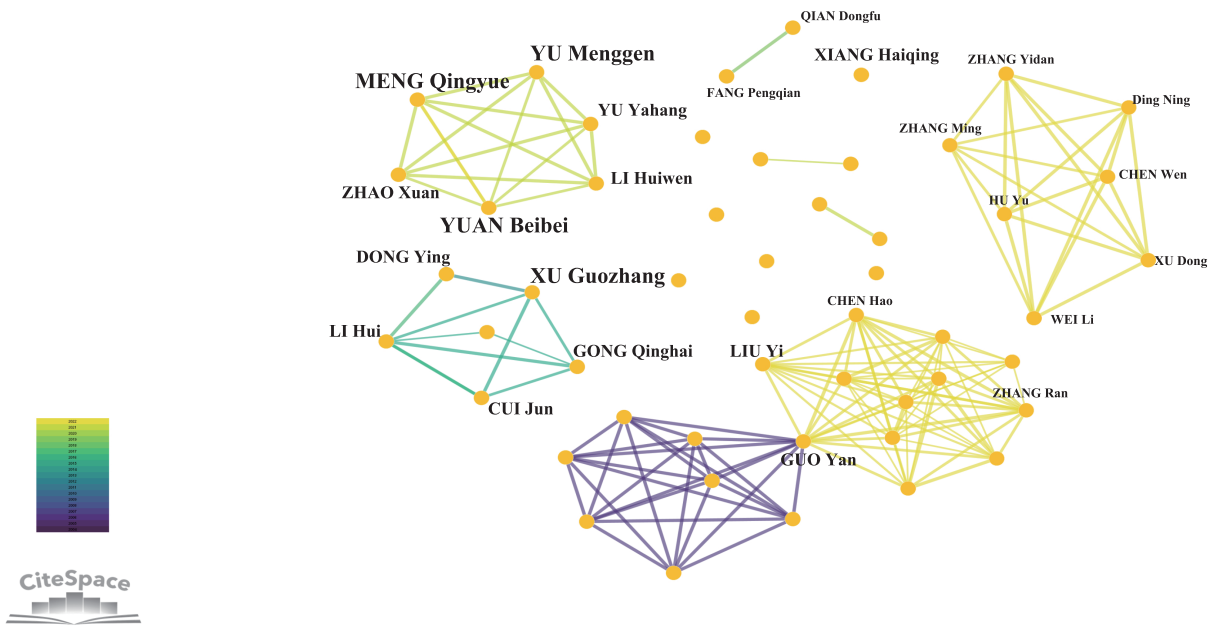 QIAN Dongfu
YU Menggen
XIANG Haiqing
ZHANG Yidan
MENG Qingyue
FANG Pengqian
Ding Ning
YU Yahang
ZHANG Ming
CHEN Wen
LI Huiwen
ZHAO Xuan
HU Yu
YUAN Beibei
DONG Ying
XU Dong
XU Guozhang
CHEN Hao
WEI Li
LI Hui
GONG Qinghai
LIU Yi
ZHANG Ran
CUI Jun
GUO Yan
CiteSpace